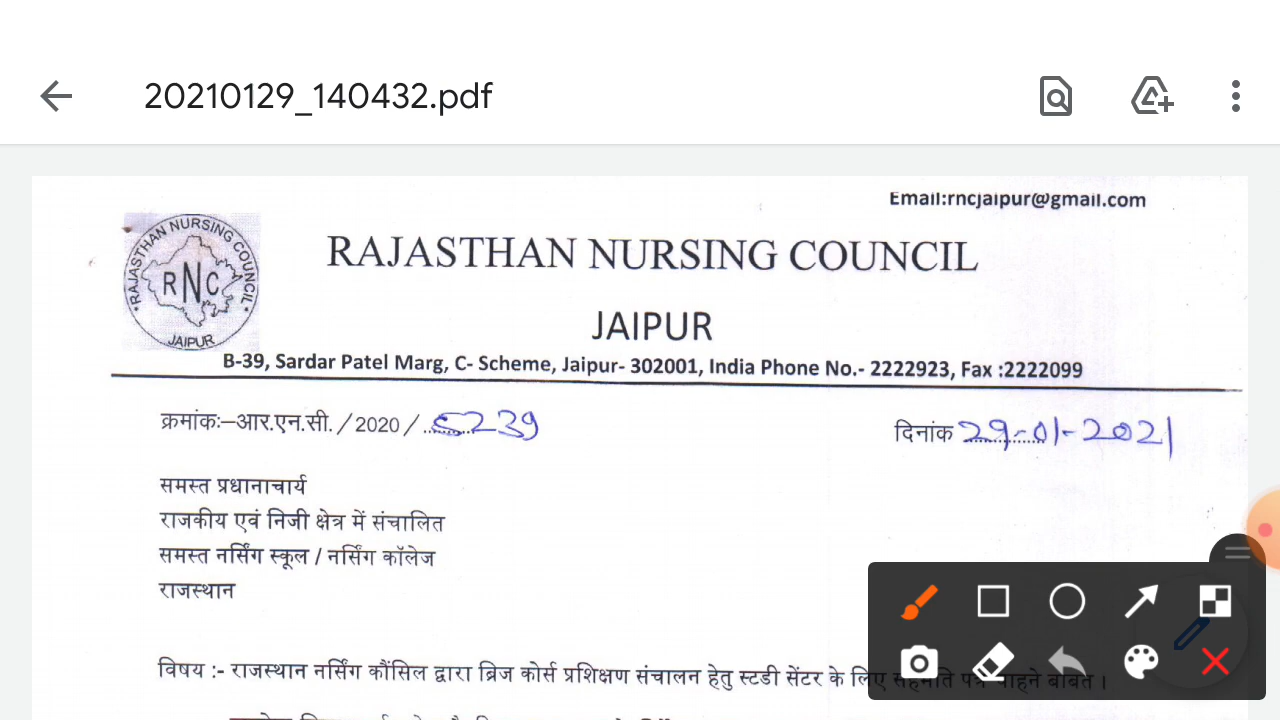 20210129_140432.pdf
Email:rncjaipur@gmail.com
RAJASTHAN NURSING COUNCIL
RNC
JAIPUR
RAJASTHAN NURSING COUNCIL
JAIPUR
B-39, Sardar Patel Marg, C- Scheme, Jaipur- 302001, India Phone No.- 2222923, Fax :2222099
क्रमांकः–आर.एन.सी. / 2020 / 5239
दिनांक 29-01-2021
समस्त प्रधानाचार्य
राजकीय एवं निजी क्षेत्र में संचालित
समस्त नर्सिंग स्कूल / नर्सिंग कॉलेज
राजस्थान
विषय :- राजस्थान नर्सिंग कौंसिल द्वारा ब्रिज कोर्स प्रशिक्षण संचालन हेतु स्टडी सेंटर के लिए सहमति पत्र चाहने बाबत।